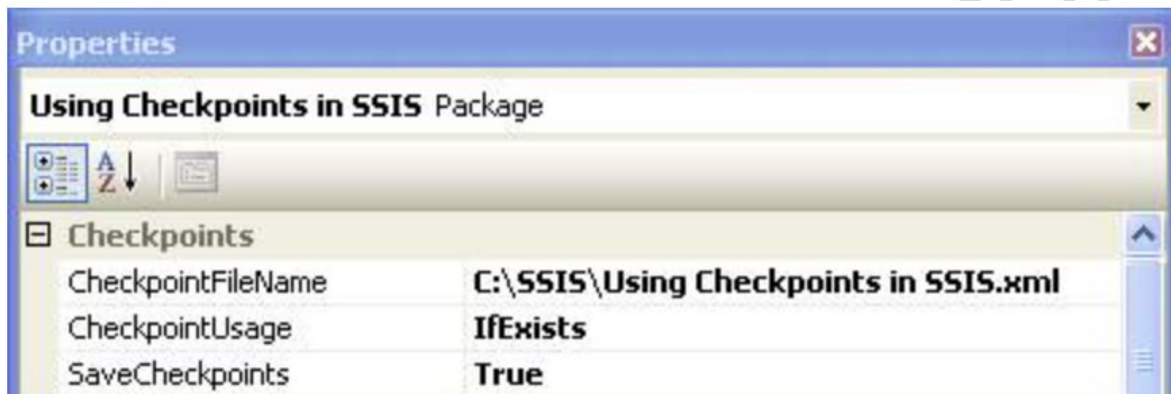 Properties
Using Checkpoints in SSIS Package
A Z
Checkpoints
CheckpointFileName C:\SSIS\Using Checkpoints in SSIS.xml
CheckpointUsage IfExists
SaveCheckpoints True